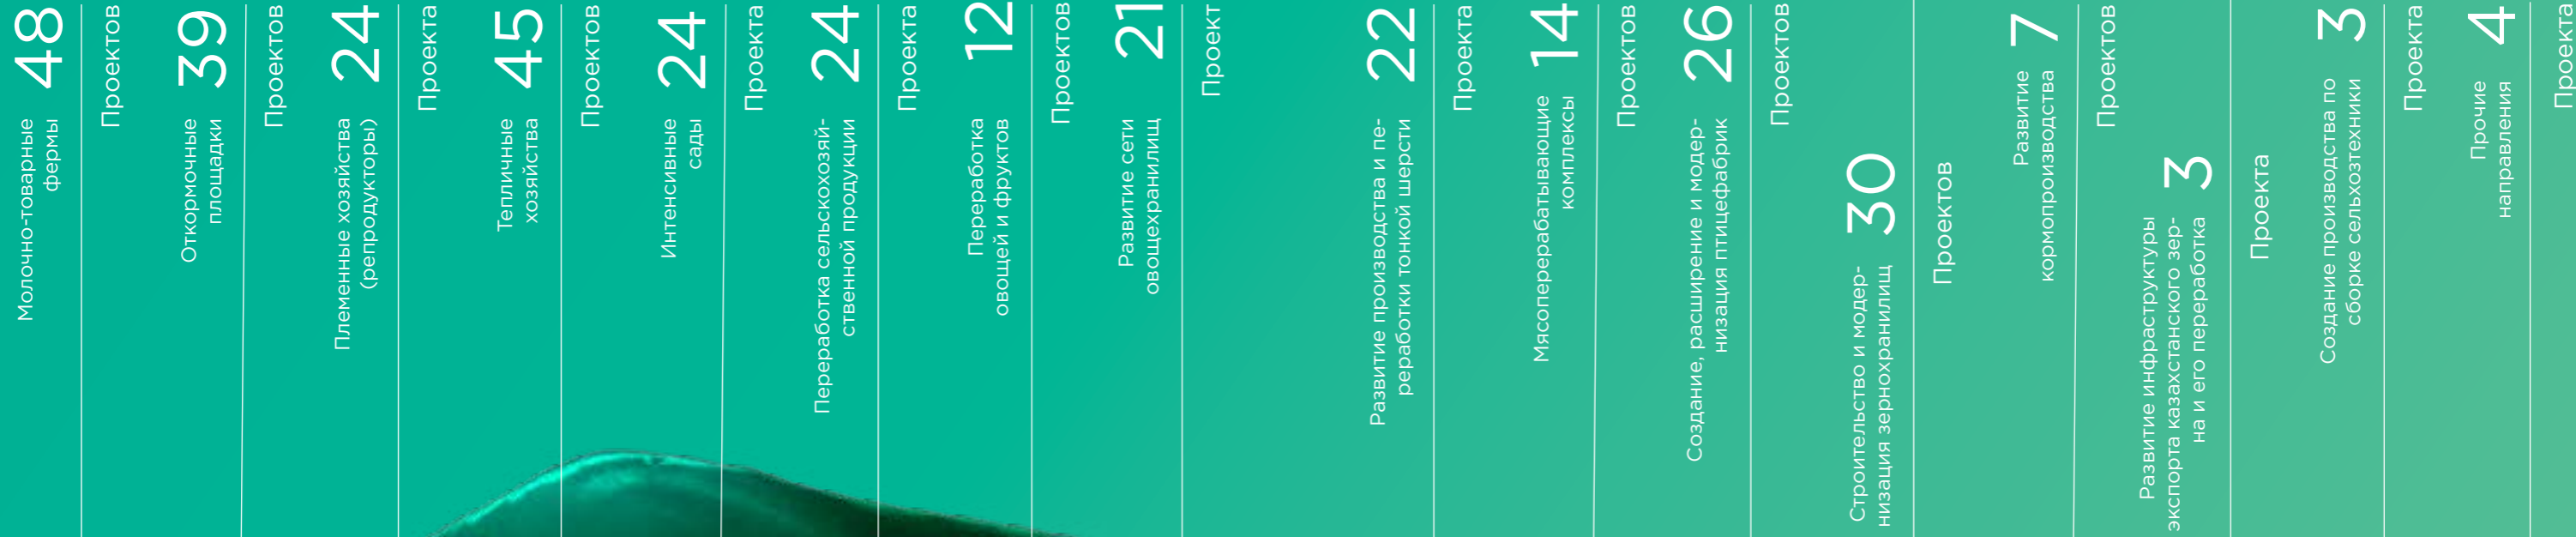 Молочно-товарные
фермы
48
Проектов
Откормочные
площадки
39
Проектов
Племенные хозяйства
(репродукторы)
24
Проекта
Тепличные
хозяйства
45
Проектов
Интенсивные
сады
24
Проекта
Переработка сельскохозяй-
ственной продукции
24
Проекта
Переработка
овощей и фруктов
12
Проектов
Развитие сети
овощехранилищ
21
Проект
Развитие производства и пе-
реработки тонкой шерсти
22
Проекта
Мясоперерабатывающие
комплексы
14
Проектов
Создание, расширение и модер-
низация птицефабрик
26
Проектов
Строительство и модер-
низация зернохранилищ
30
Проектов
Развитие
кормопроизводства
7
Проектов
Развитие инфраструктуры
экспорта казахстанского зер-
на и его переработка
3
Проекта
Создание производства по
сборке сельхозтехники
3
Проекта
Прочие
направления
4
Проекта